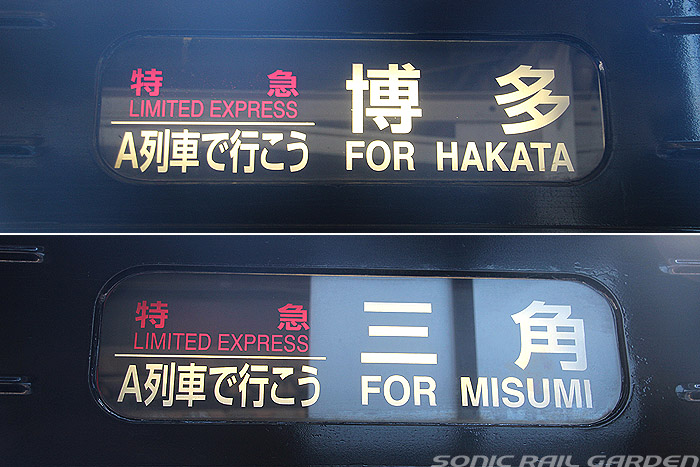 特急
LIMITED EXPRESS
A列車で行こう
博多
FOR HAKATA
特急
LIMITED EXPRESS
A列車で行こう
三角
FOR MISUMI
SONIC RAIL GARDEN